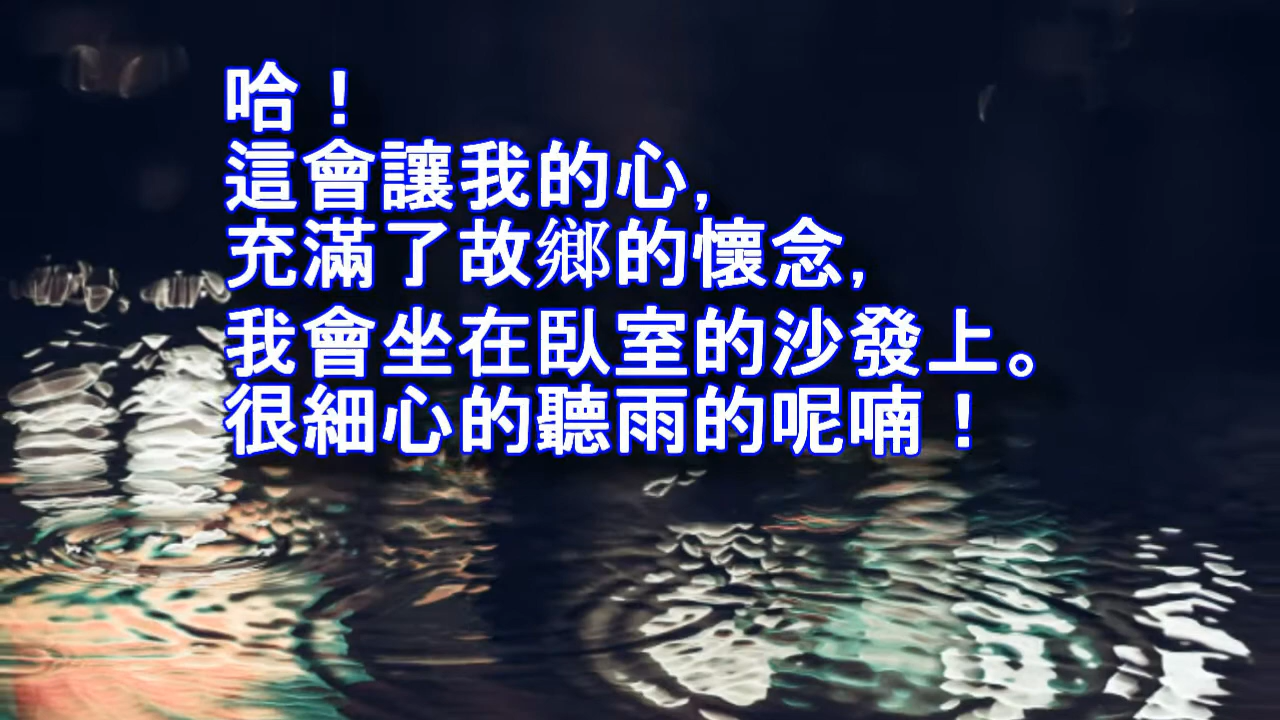 哈！
這會讓我的心,
充滿了故鄉的懷念,
我會坐在臥室的沙發上。
很細心的聽雨的呢喃！